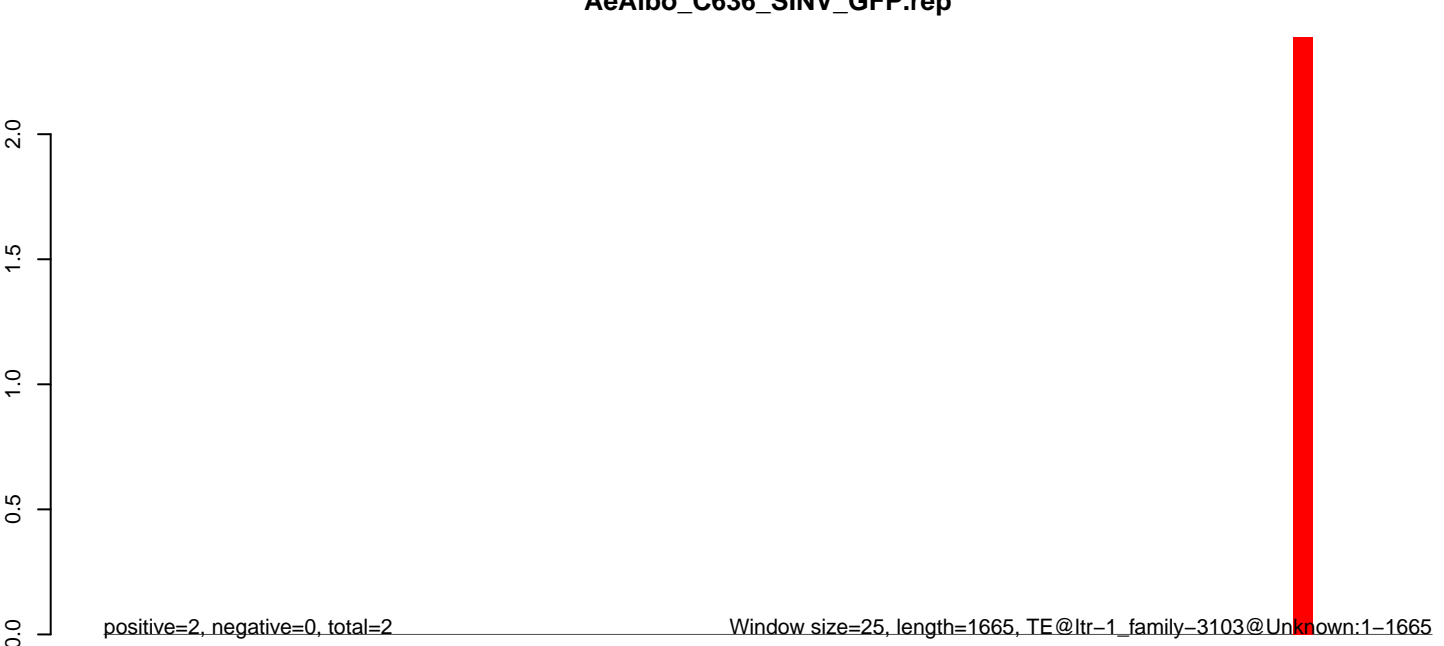 AeAlbo_C636_SINV_GFP.rep
2.0
1.5
1.0
0.5
0.0
positive=2, negative=0, total=2
Window size=25, length=1665, TE@ltr−1_family−3103@Unknown:1−1665